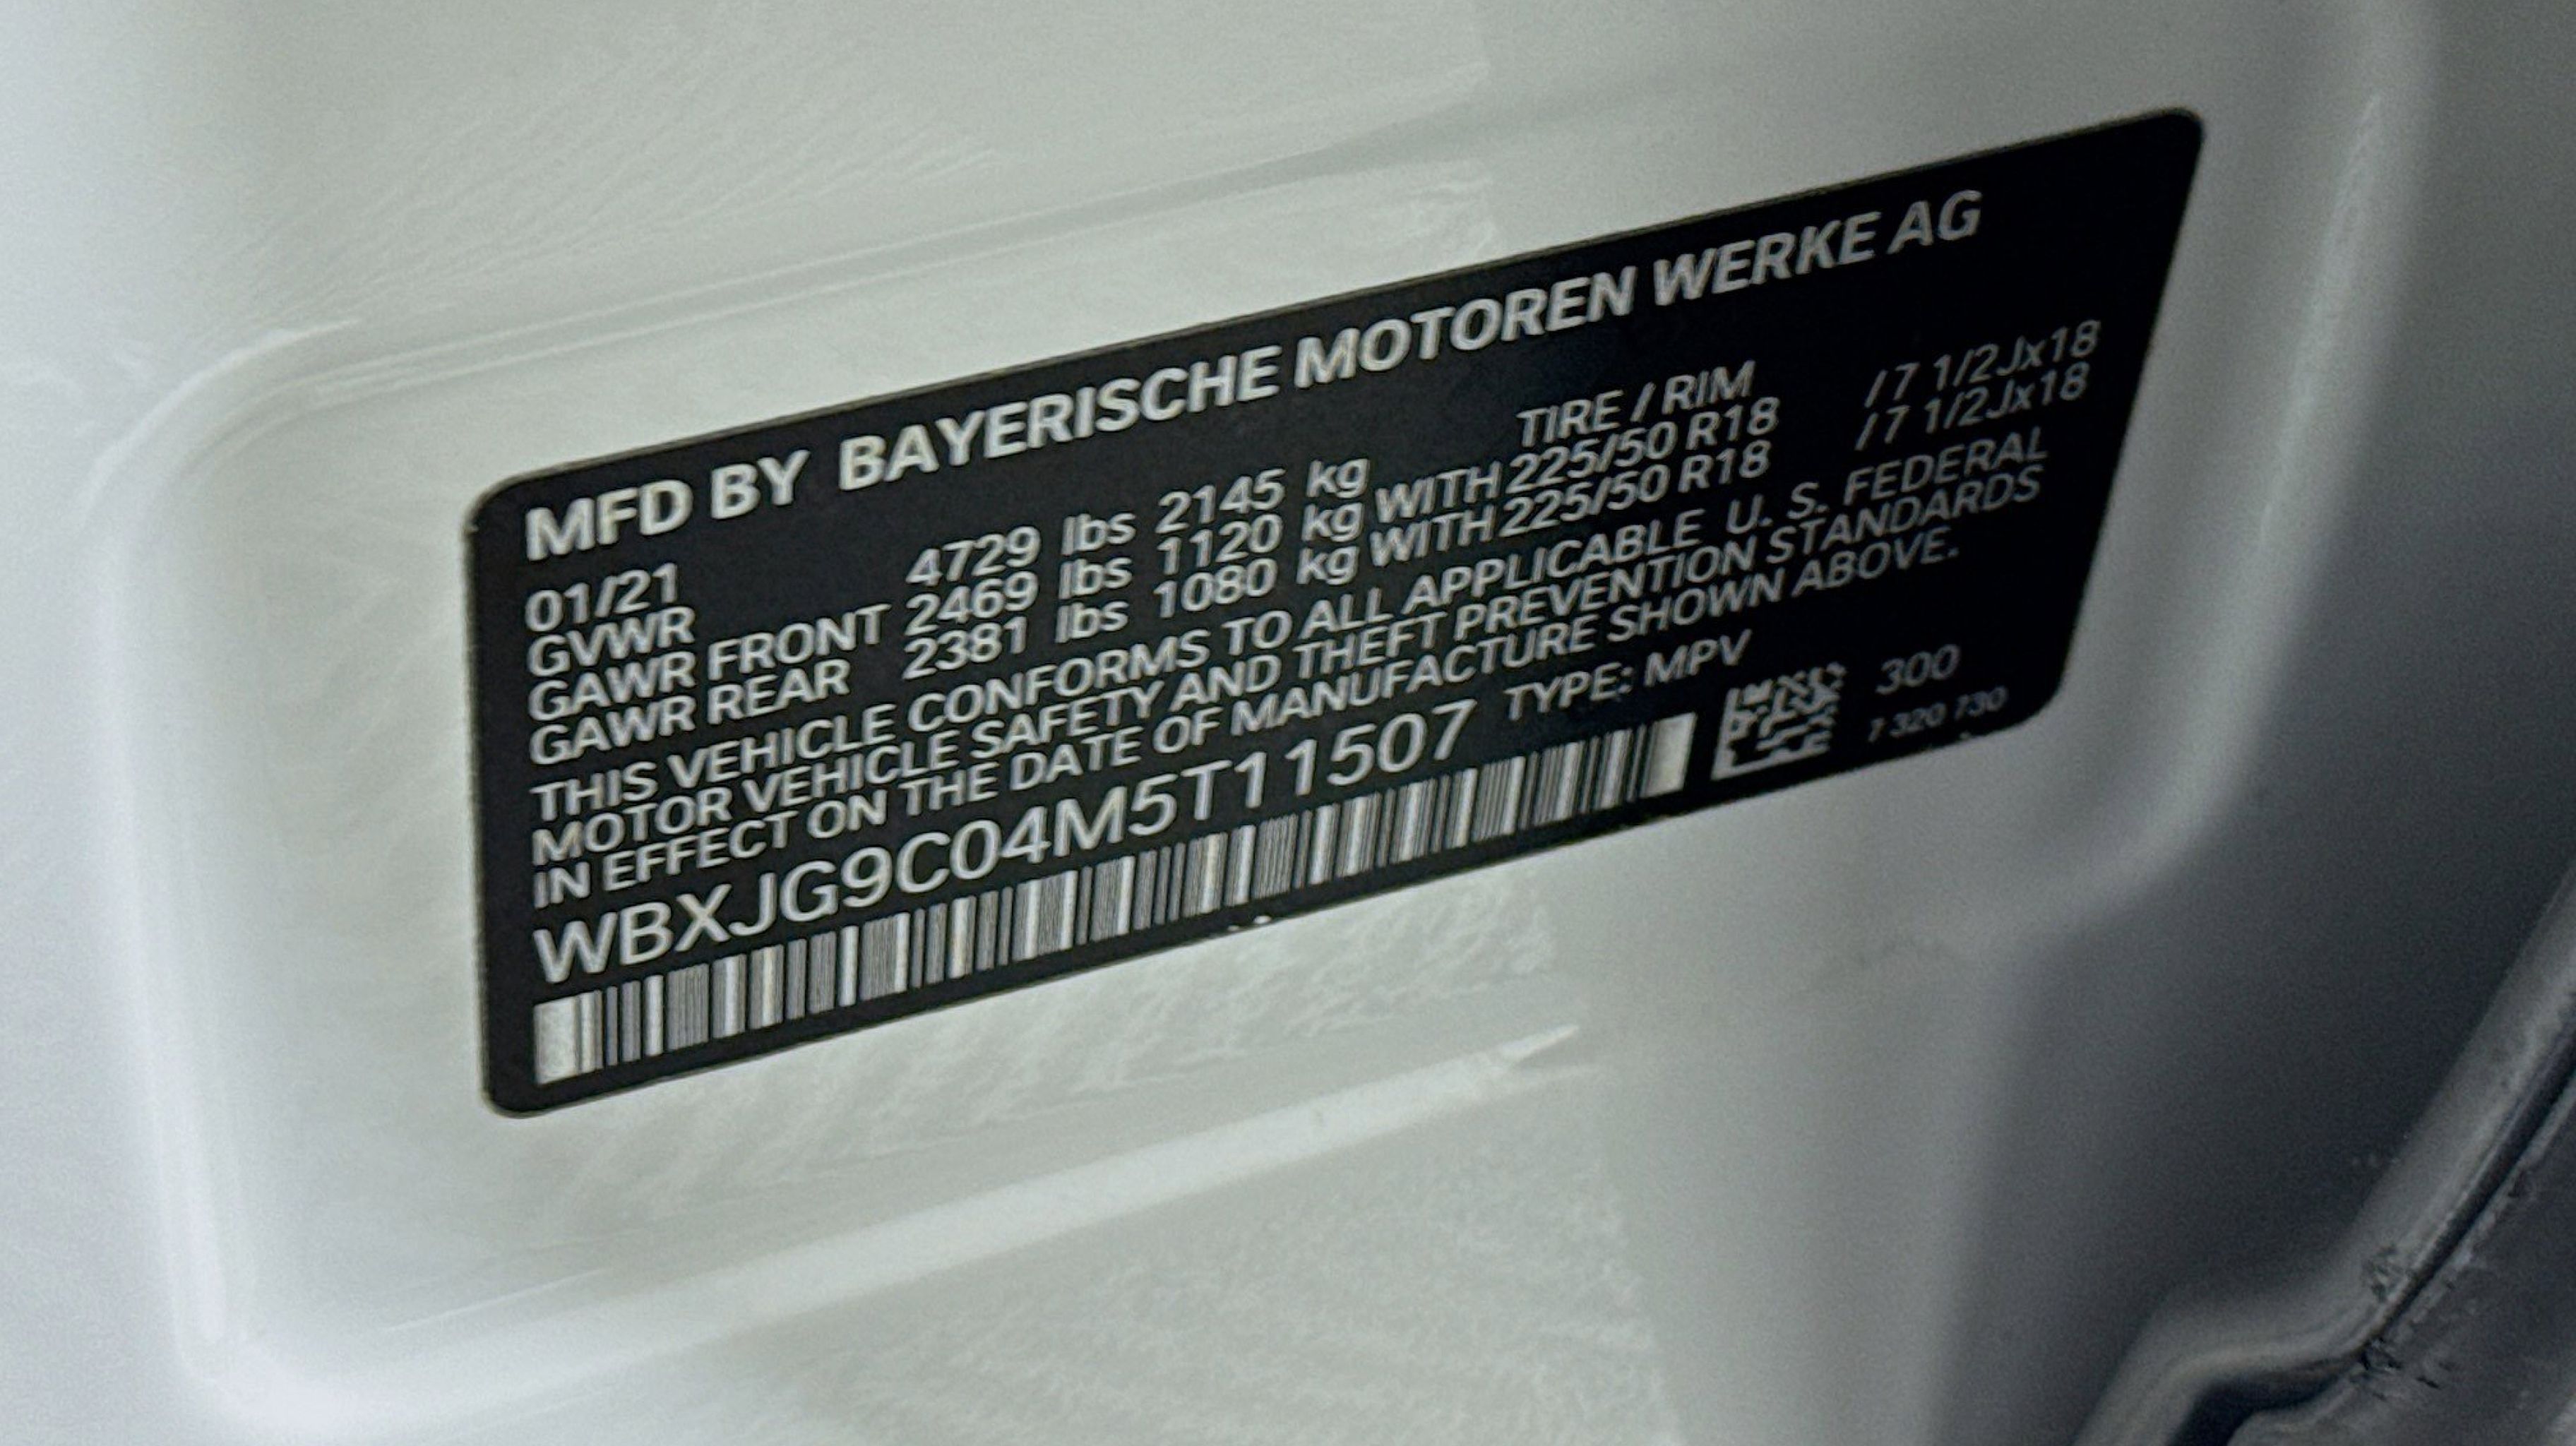 MFD BY BAYERISCHE MOTOREN WERKE AG
01/21 TIRE / RIM
GVWR 4729 lbs 2145 kg
GAWR FRONT 2469 lbs 1120 kg WITH 225/50 R18 / 7 1/2Jx18
GAWR REAR 2381 lbs 1080 kg WITH 225/50 R18 / 7 1/2Jx18
THIS VEHICLE CONFORMS TO ALL APPLICABLE U. S. FEDERAL
MOTOR VEHICLE SAFETY AND THEFT PREVENTION STANDARDS
IN EFFECT ON THE DATE OF MANUFACTURE SHOWN ABOVE.
WBXJG9C04M5T11507 TYPE: MPV
300
7 320 730